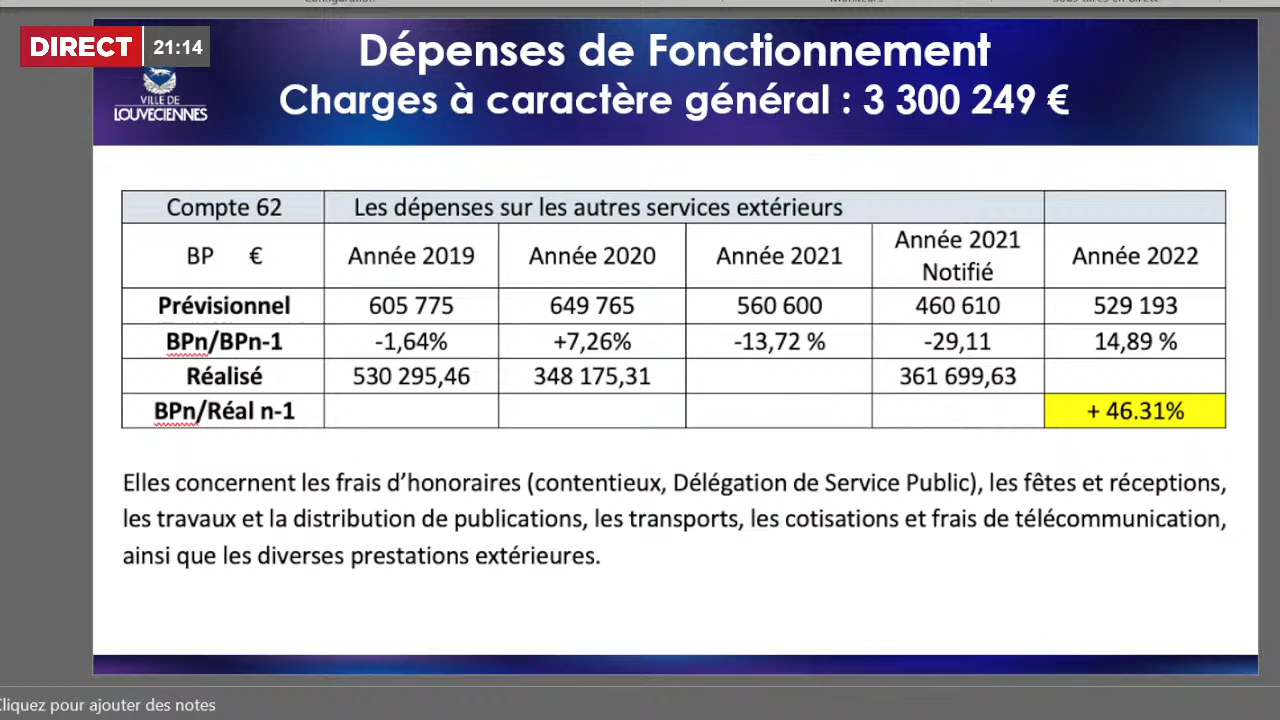 DIRECT 21:14
Dépenses de Fonctionnement
Charges à caractère général : 3 300 249 €
VILLE DE
LOUVECIENNES
Compte 62 Les dépenses sur les autres services extérieurs
BP € Année 2019 Année 2020 Année 2021 Année 2021 Notifié Année 2022
Prévisionnel 605 775 649 765 560 600 460 610 529 193
BPn/BPn-1 -1,64% +7,26% -13,72 % -29,11 14,89 %
Réalisé 530 295,46 348 175,31 361 699,63
BPn/Réal n-1 + 46.31%
Elles concernent les frais d’honoraires (contentieux, Délégation de Service Public), les fêtes et réceptions,
les travaux et la distribution de publications, les transports, les cotisations et frais de télécommunication,
ainsi que les diverses prestations extérieures.
Cliquez pour ajouter des notes